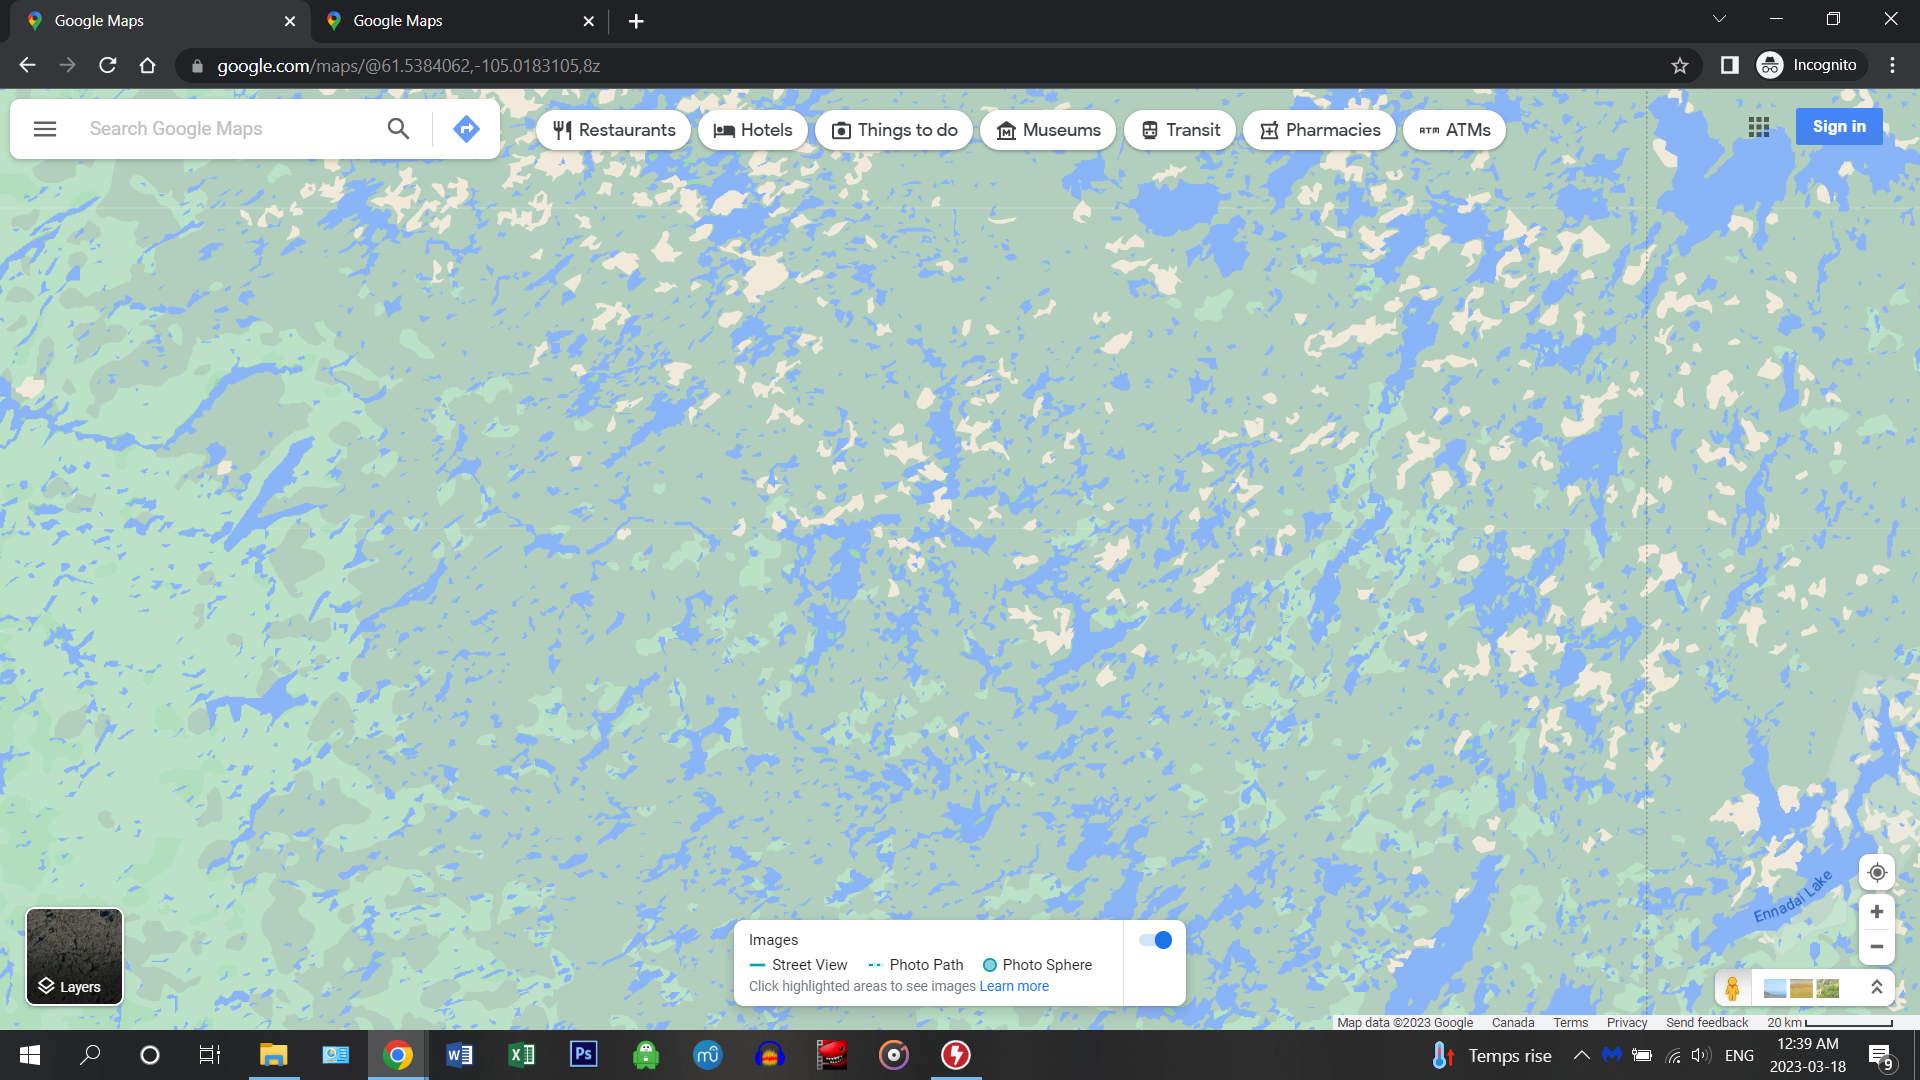 Google Maps
Google Maps
google.com/maps/@61.5384062,-105.0183105,8z
Incognito
Search Google Maps
Restaurants
Hotels
Things to do
Museums
Transit
Pharmacies
ATM ATMs
Sign in
Ennadai Lake
Layers
Images
Street View
Photo Path
Photo Sphere
Click highlighted areas to see images Learn more
Map data ©2023 Google
Canada
Terms
Privacy
Send feedback
20 km
W
X
Ps
mu
Temps rise
ENG
12:39 AM
2023-03-18
9